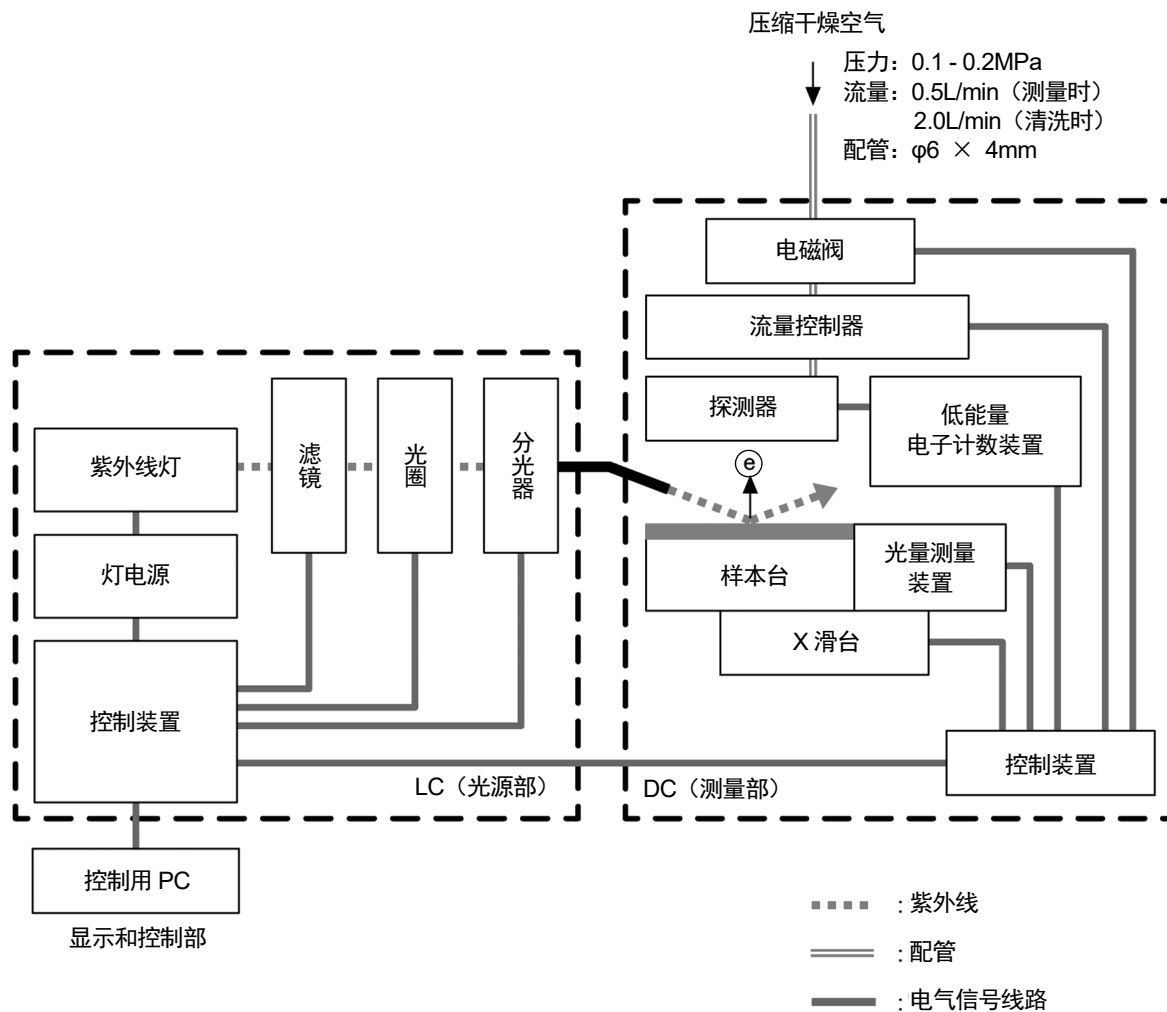 压缩干燥空气
压力：0.1 - 0.2MPa
流量：0.5L/min（测量时）
2.0L/min（清洗时）
配管：φ6 × 4mm
电磁阀
流量控制器
探测器
低能量
电子计数装置
e
紫外线灯
滤镜
光圈
分光器
灯电源
样本台
光量测量
装置
X 滑台
控制装置
控制装置
LC（光源部）
DC（测量部）
控制用 PC
显示和控制部
: 紫外线
: 配管
: 电气信号线路